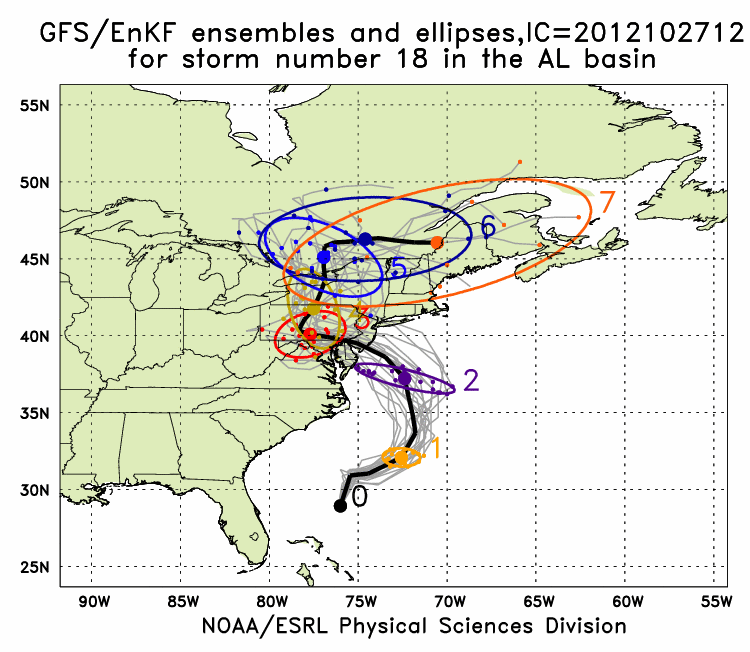 GFS/EnKF ensembles and ellipses,IC=2012102712
for storm number 18 in the AL basin
55N
50N
7
6
45N
5
3
40N
2
35N
1
30N
0
25N
90W 85W 80W 75W 70W 65W 60W 55W
NOAA/ESRL Physical Sciences Division